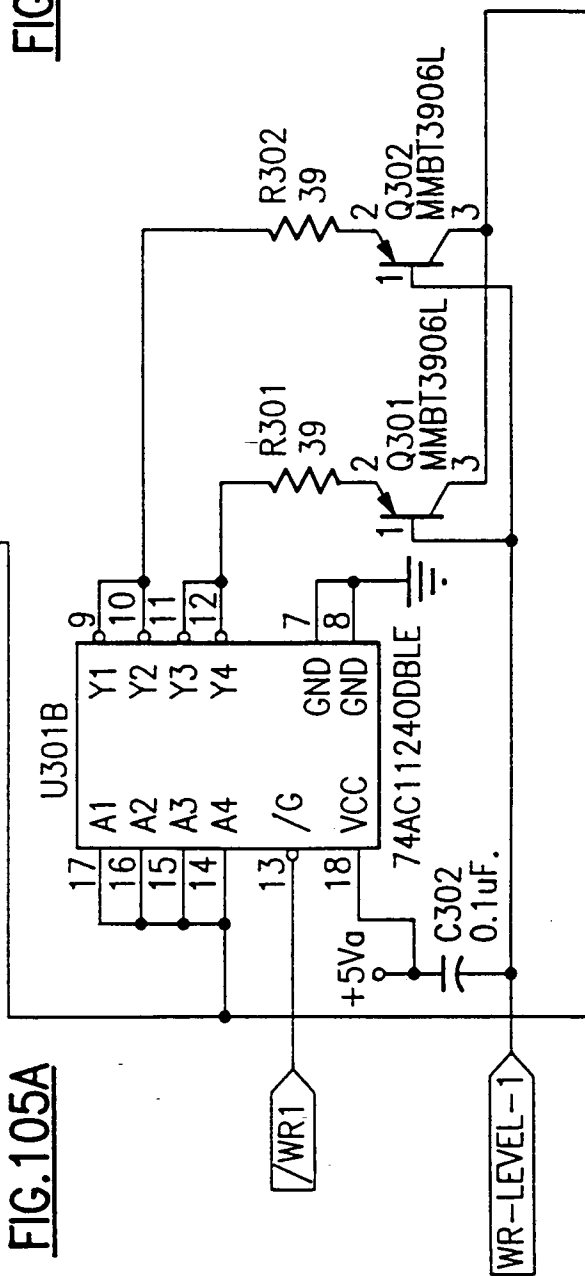 FIG
FIG.105A
U301B
17 A1 Y1 9
16 A2 Y2 10
15 A3 Y3 11
14 A4 Y4 12
13 /G GND 7
18 VCC GND 8
74AC11240DBLE
R301
39
R302
39
2
1
Q301
MMBT3906L
3
2
1
Q302
MMBT3906L
3
/WR1
+5Va
C302
0.1uF.
WR-LEVEL-1